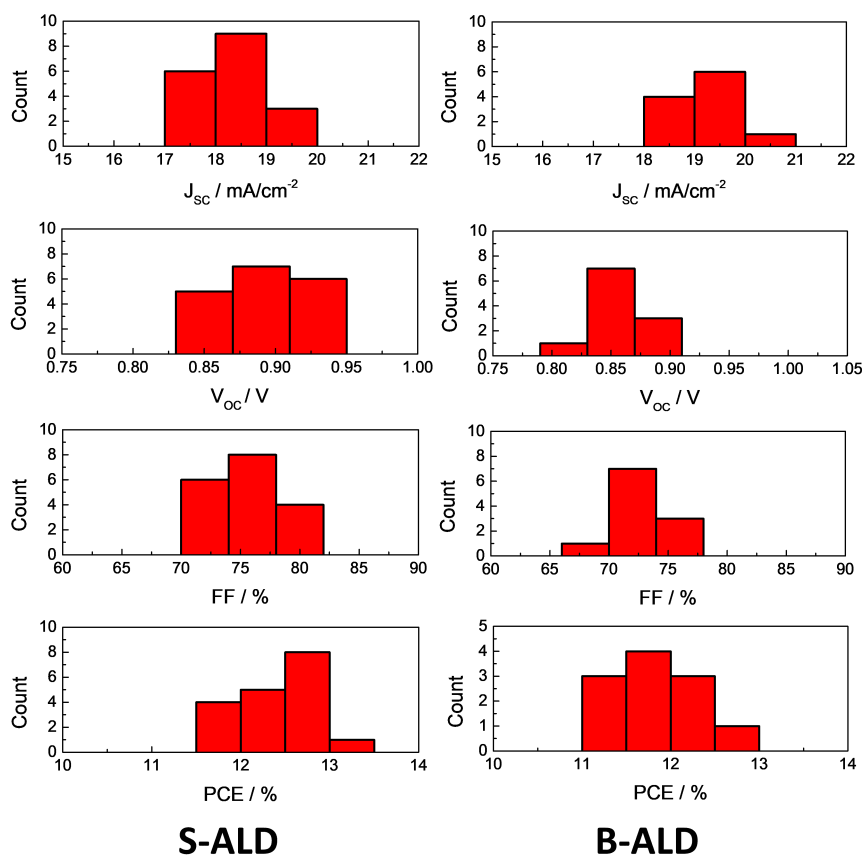 10
8
6
4
2
0
Count
15 16 17 18 19 20 21 22
J_SC / mA/cm⁻²
10
8
6
4
2
0
Count
15 16 17 18 19 20 21 22
J_SC / mA/cm⁻²
10
8
6
4
2
0
Count
0.75 0.80 0.85 0.90 0.95 1.00
V_OC / V
10
8
6
4
2
0
Count
0.75 0.80 0.85 0.90 0.95 1.00 1.05
V_OC / V
10
8
6
4
2
0
Count
60 65 70 75 80 85 90
FF / %
10
8
6
4
2
0
Count
60 65 70 75 80 85 90
FF / %
10
8
6
4
2
0
Count
10 11 12 13 14
PCE / %
5
4
3
2
1
0
Count
10 11 12 13 14
PCE / %
S-ALD
B-ALD